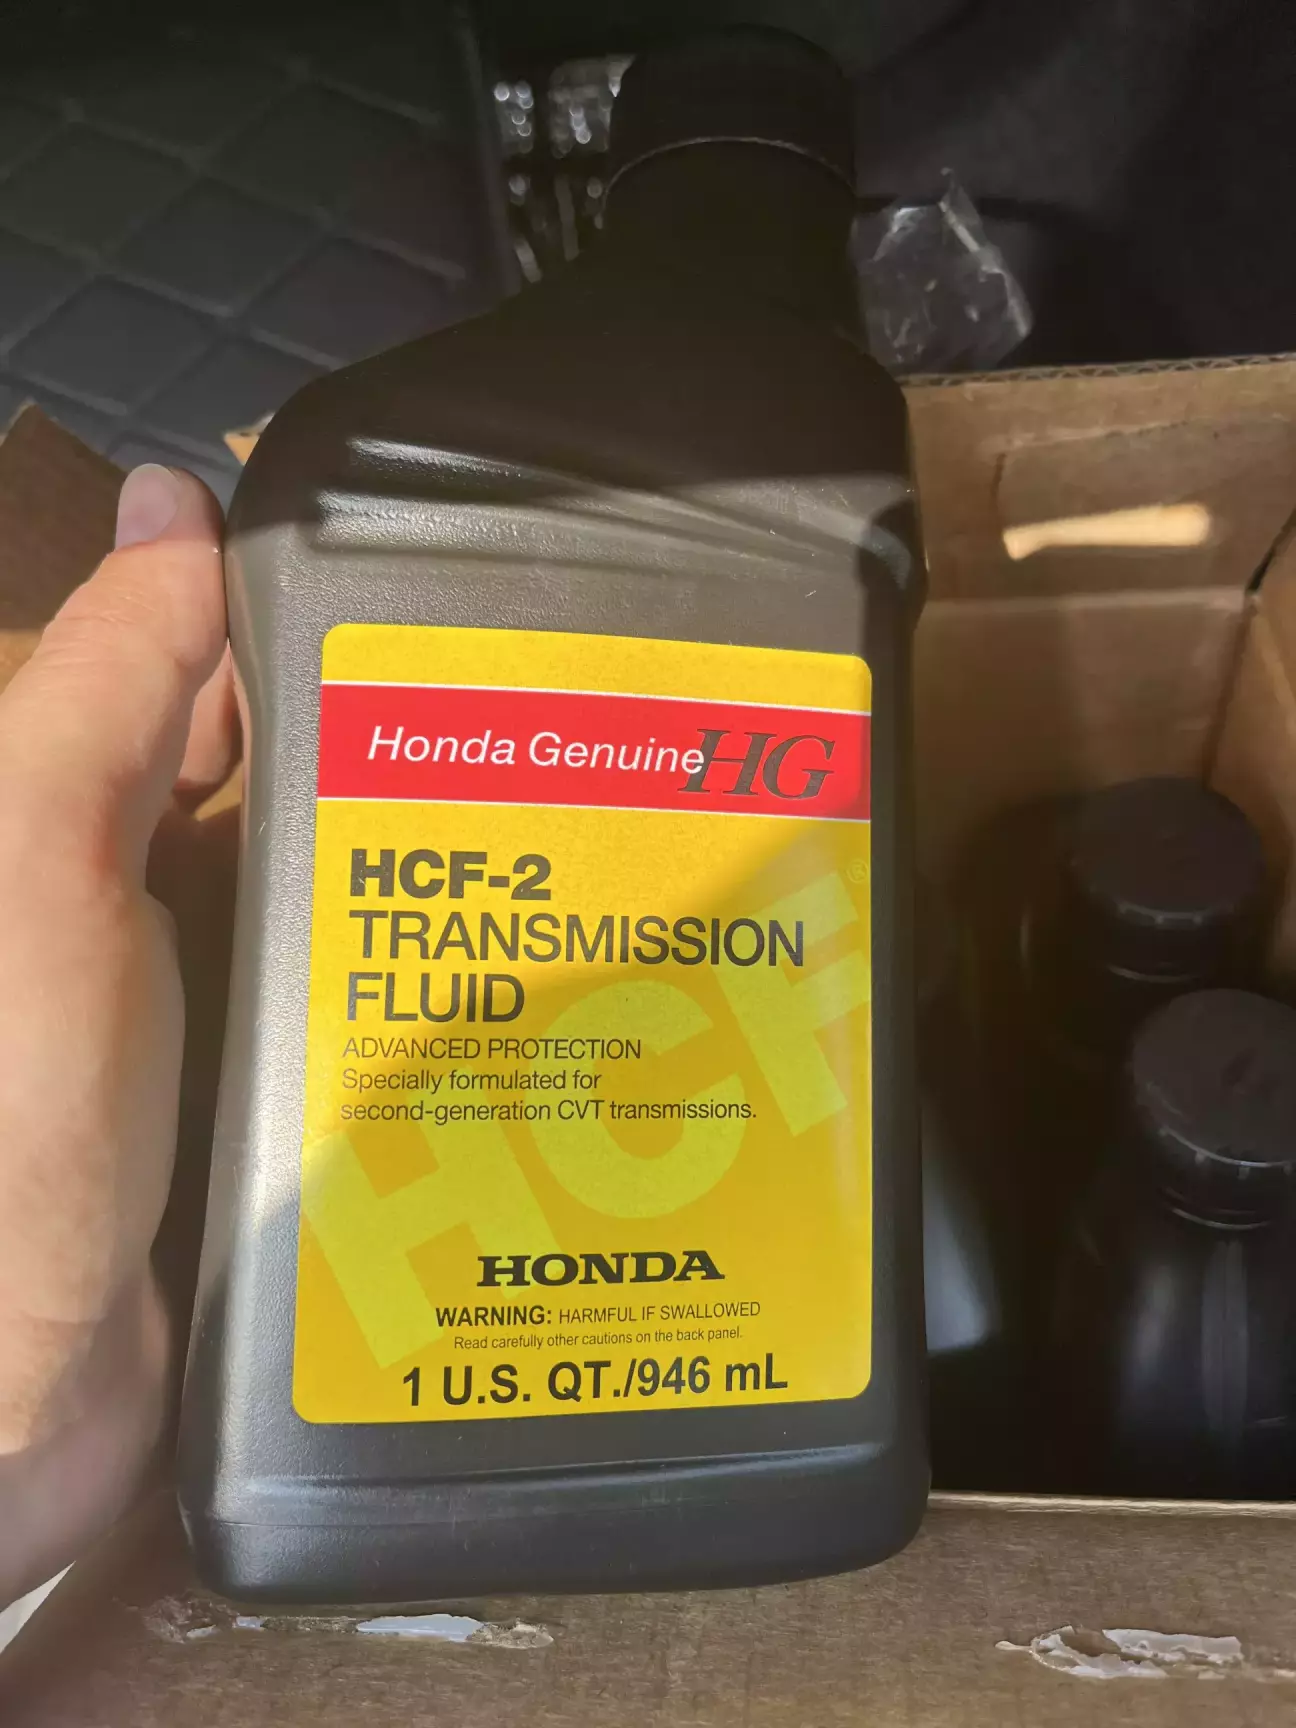 Honda Genuine HG
HCF-2
TRANSMISSION
FLUID
ADVANCED PROTECTION
Specially formulated for
second-generation CVT transmissions.
HCF®
HONDA
WARNING: HARMFUL IF SWALLOWED
Read carefully other cautions on the back panel.
1 U.S. QT./946 mL